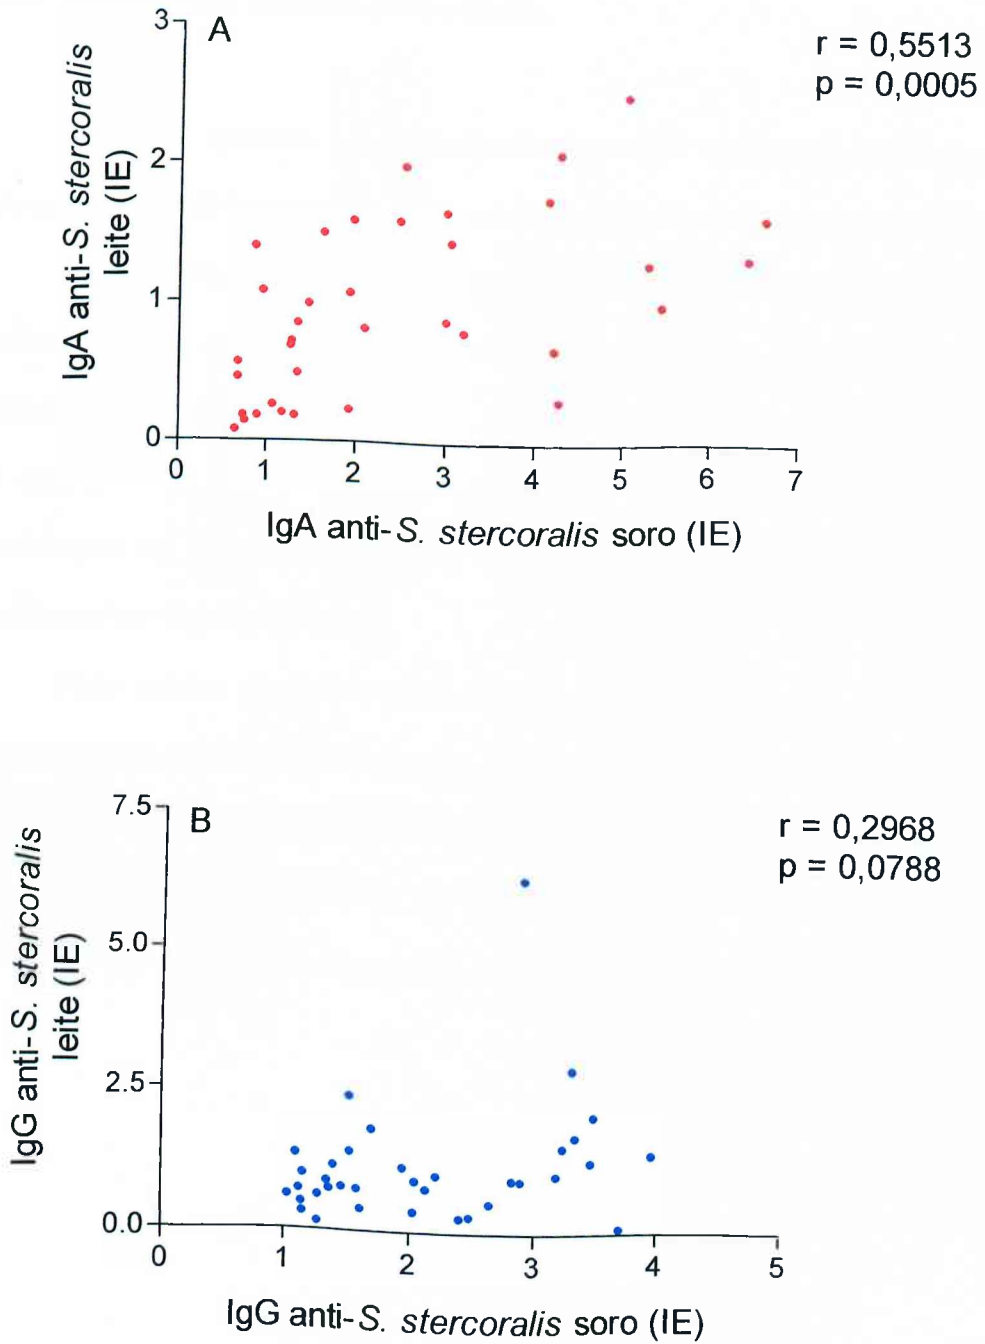 A
r = 0,5513
p = 0,0005
IgA anti-S. stercoralis
leite (IE)
3
2
1
0
0 1 2 3 4 5 6 7
IgA anti-S. stercoralis soro (IE)
B
r = 0,2968
p = 0,0788
IgG anti-S. stercoralis
leite (IE)
7.5
5.0
2.5
0.0
0 1 2 3 4 5
IgG anti-S. stercoralis soro (IE)